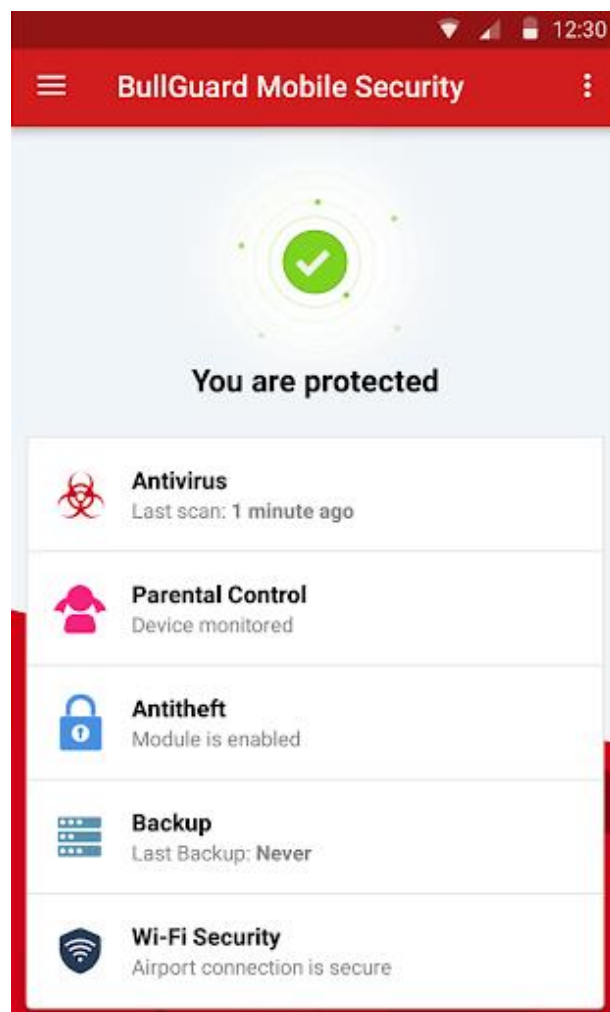 12:30
BullGuard Mobile Security
You are protected
Antivirus
Last scan: 1 minute ago
Parental Control
Device monitored
Antitheft
Module is enabled
Backup
Last Backup: Never
Wi-Fi Security
Airport connection is secure